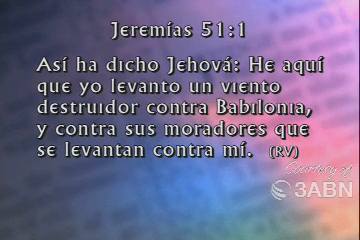 Jeremías 51:1
Así ha dicho Jehová: He aquí
que yo levanto un viento
destruidor contra Babilonia,
y contra sus moradores que
se levantan contra mí. (RV)
Courtesy of
3ABN